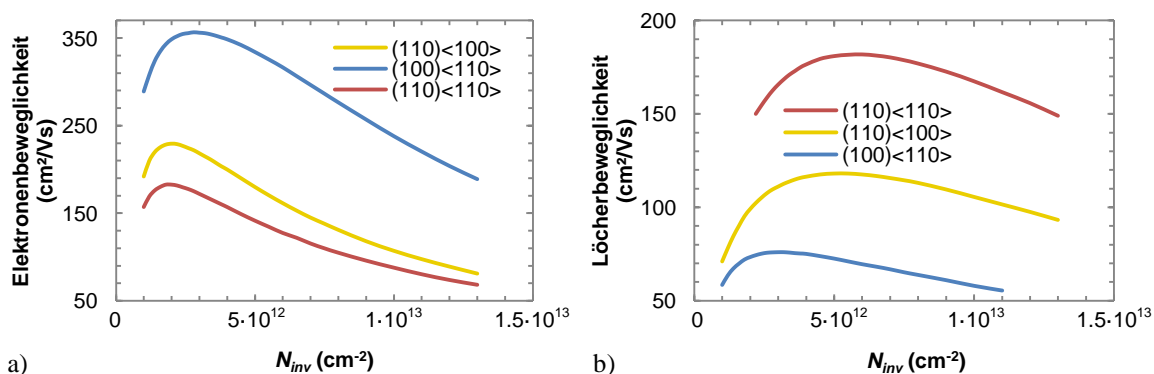 Elektronenbeweglichkeit
(cm²/Vs)
350
250
150
50
(110)<100>
(100)<110>
(110)<110>
0
5·10¹²
1·10¹³
1.5·10¹³
N_inv (cm⁻²)
a)
Löcherbeweglichkeit
(cm²/Vs)
200
150
100
50
(110)<110>
(110)<100>
(100)<110>
0
5·10¹²
1·10¹³
1.5·10¹³
N_inv (cm⁻²)
b)